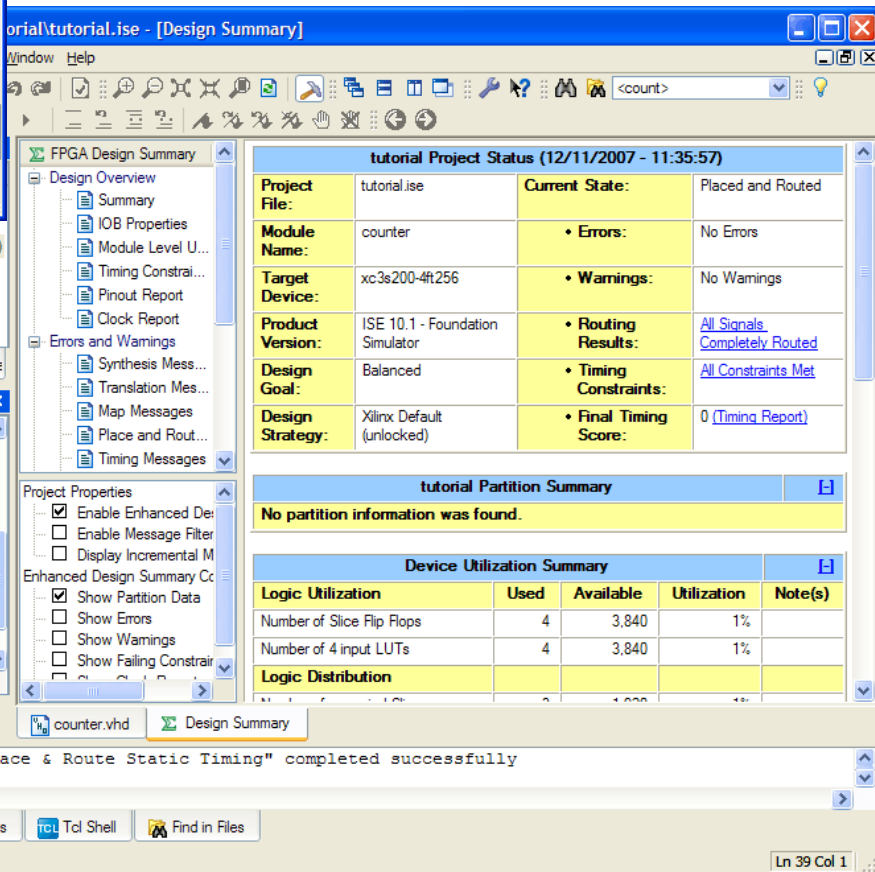 orial\tutorial.ise - [Design Summary]
Window Help
<count>
FPGA Design Summary
Design Overview
Summary
IOB Properties
Module Level U...
Timing Constrai...
Pinout Report
Clock Report
Errors and Warnings
Synthesis Mess...
Translation Mes...
Map Messages
Place and Rout...
Timing Messages
Project Properties
Enable Enhanced Des
Enable Message Filter
Display Incremental M
Enhanced Design Summary Co
Show Partition Data
Show Errors
Show Warnings
Show Failing Constrair
tutorial Project Status (12/11/2007 - 11:35:57)
Project File: tutorial.ise Current State: Placed and Routed
Module Name: counter • Errors: No Errors
Target Device: xc3s200-4ft256 • Warnings: No Warnings
Product Version: ISE 10.1 - Foundation Simulator • Routing Results: All Signals Completely Routed
Design Goal: Balanced • Timing Constraints: All Constraints Met
Design Strategy: Xilinx Default (unlocked) • Final Timing Score: 0 (Timing Report)
tutorial Partition Summary [-]
No partition information was found.
Device Utilization Summary [-]
Logic Utilization Used Available Utilization Note(s)
Number of Slice Flip Flops 4 3,840 1%
Number of 4 input LUTs 4 3,840 1%
Logic Distribution
counter.vhd Design Summary
ace & Route Static Timing" completed successfully
s Tcl Shell Find in Files
Ln 39 Col 1